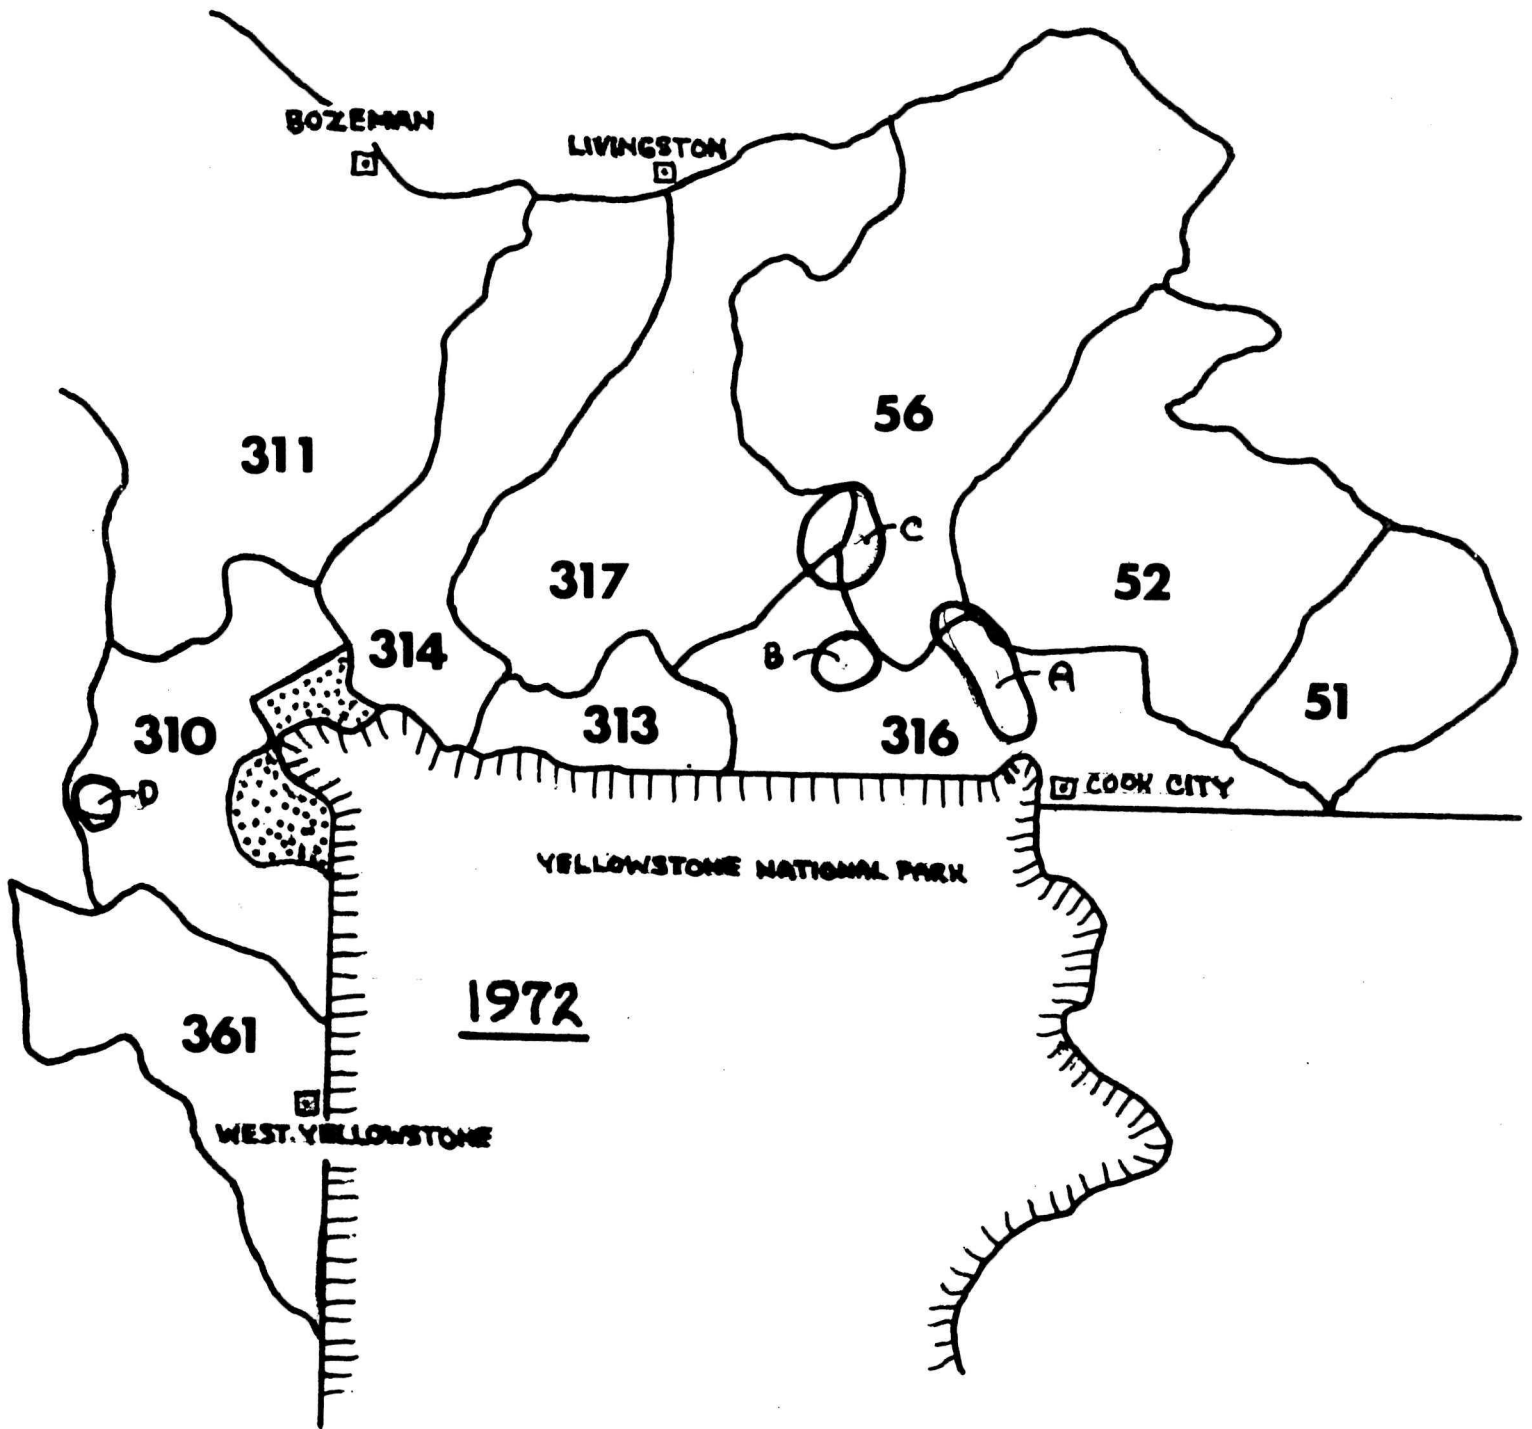 BOZEMAN
LIVINGSTON
56
311
C
317
52
314
B
A
51
310
313
316
D
COOK CITY
YELLOWSTONE NATIONAL PARK
1972
361
WEST YELLOWSTONE